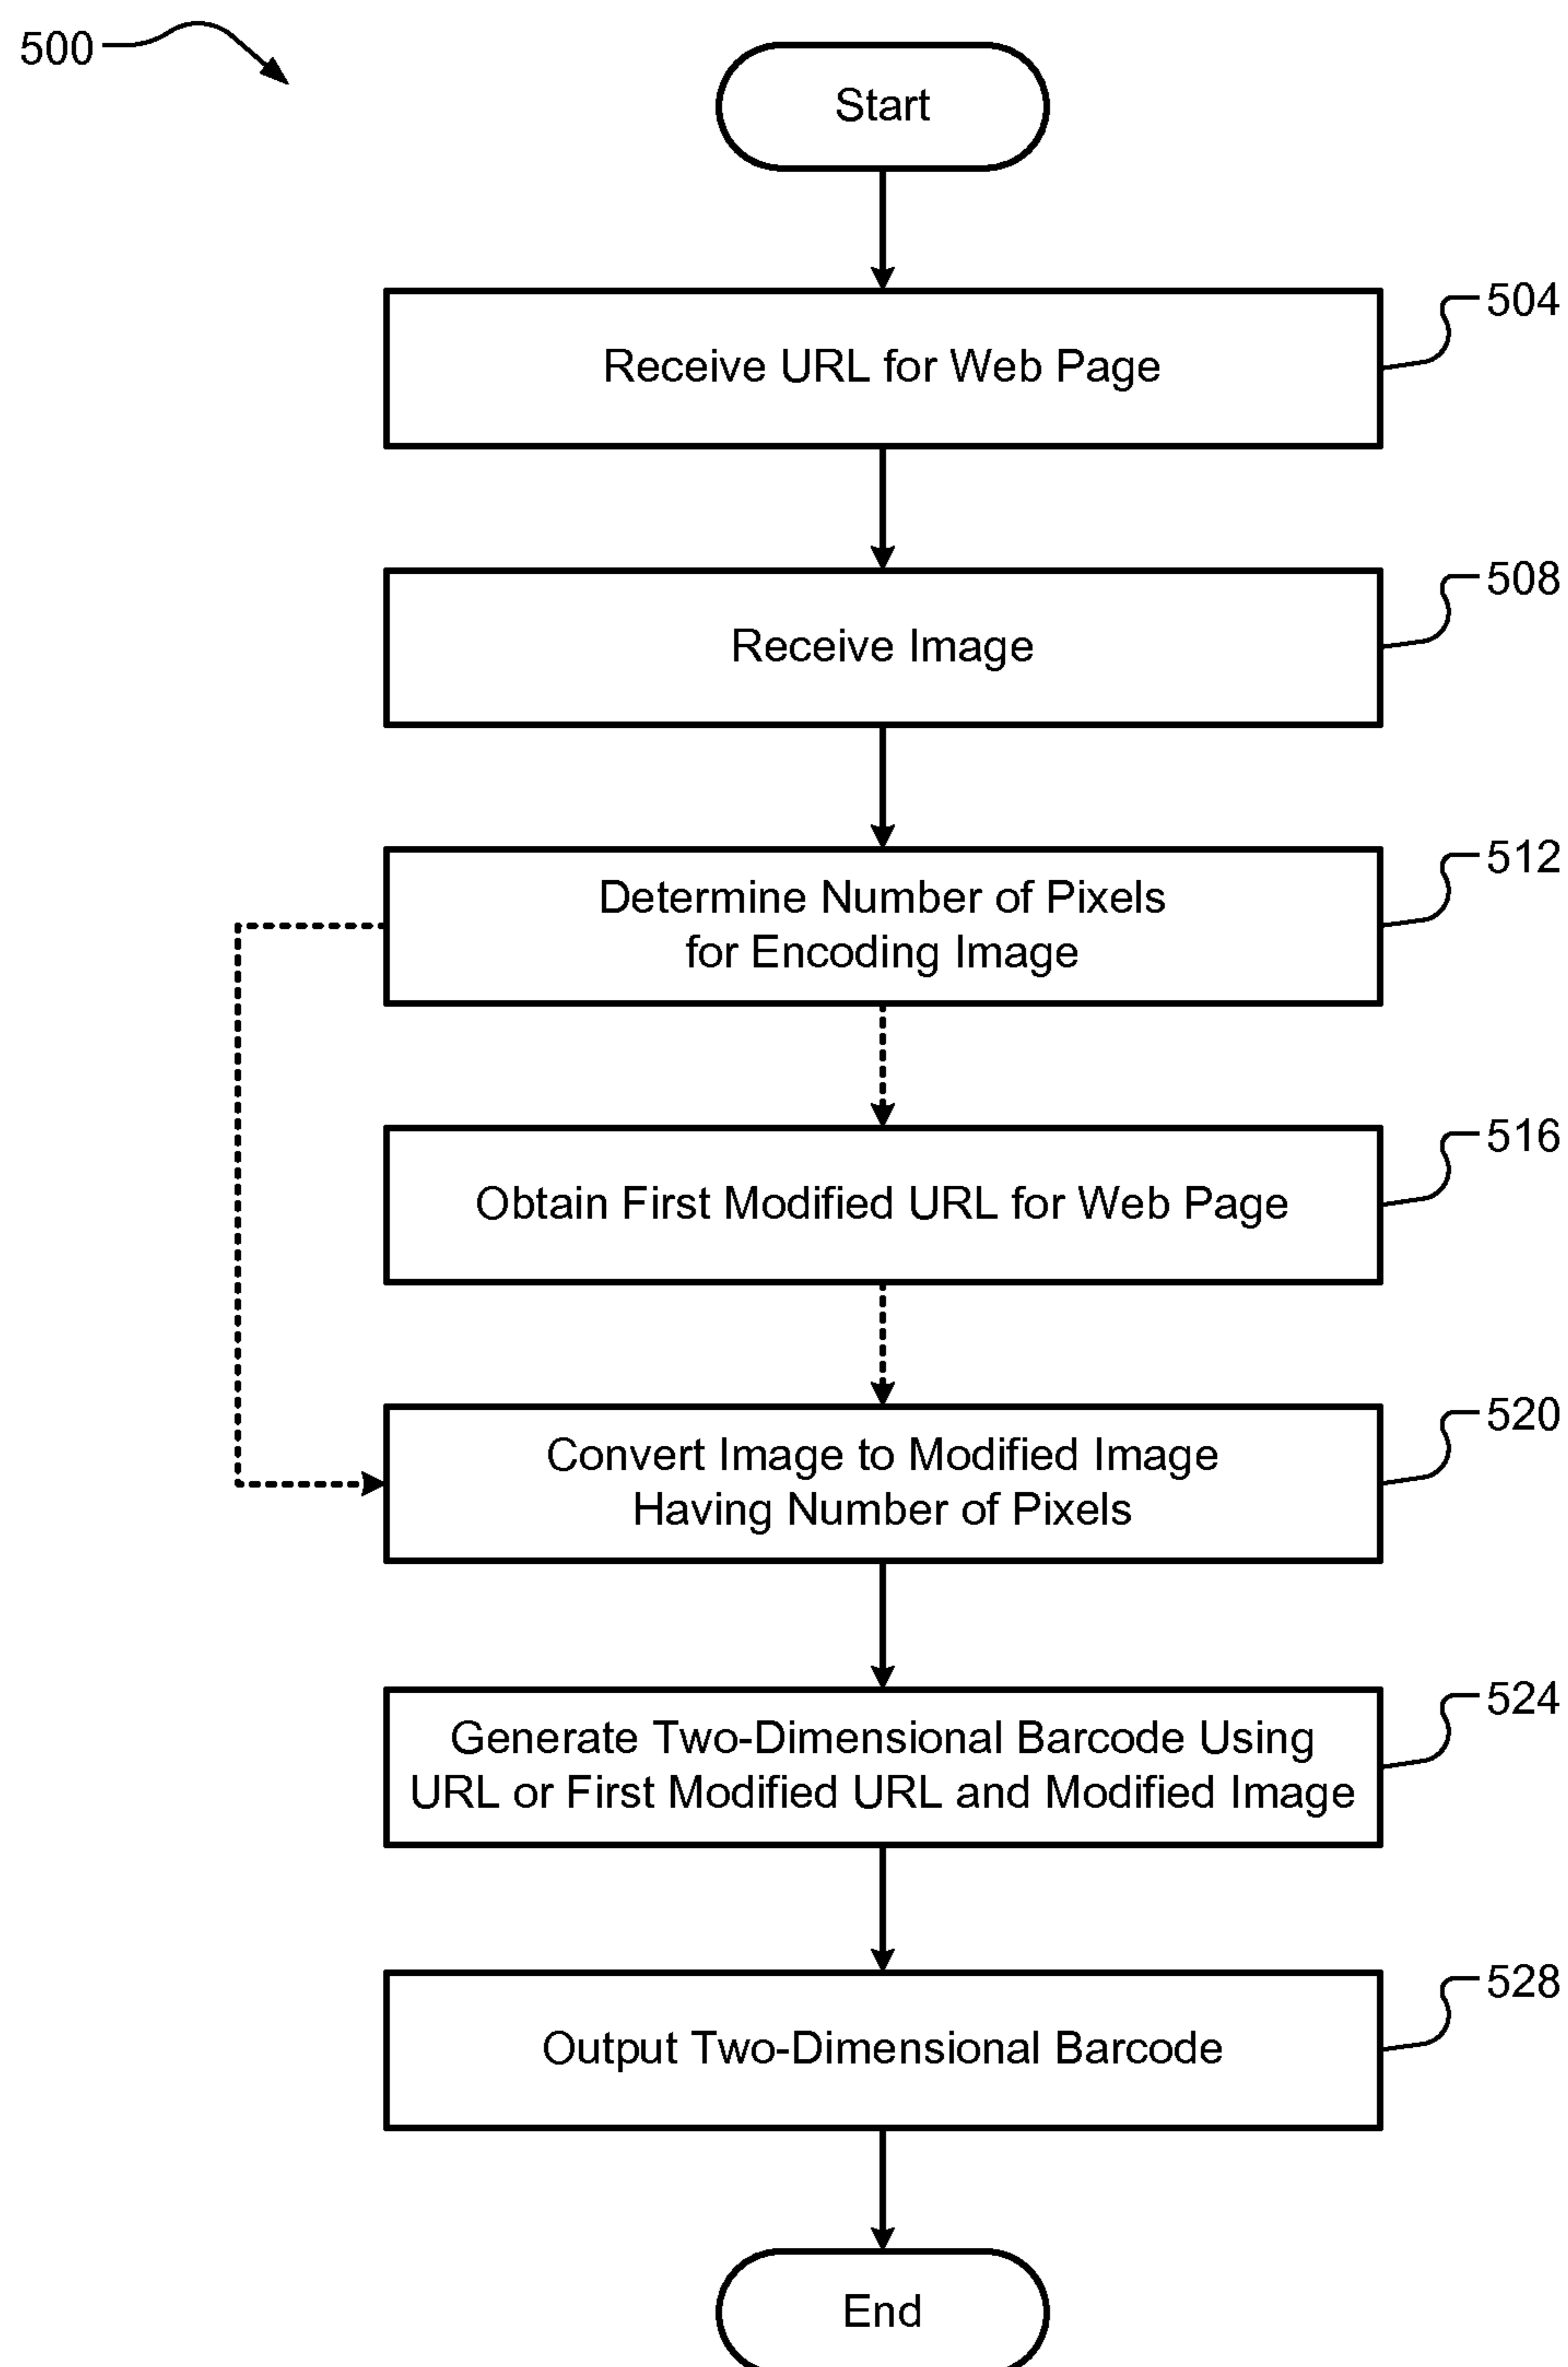 500
Start
504
Receive URL for Web Page
508
Receive Image
512
Determine Number of Pixels
for Encoding Image
516
Obtain First Modified URL for Web Page
520
Convert Image to Modified Image
Having Number of Pixels
524
Generate Two-Dimensional Barcode Using
URL or First Modified URL and Modified Image
528
Output Two-Dimensional Barcode
End